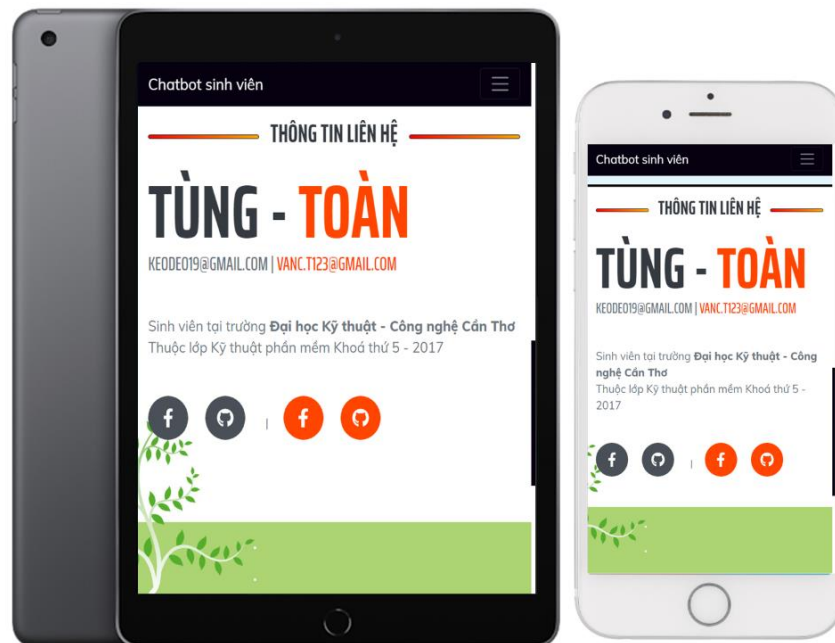 Chatbot sinh viên
THÔNG TIN LIÊN HỆ
TÙNG - TOÀN
KEODEO19@GMAIL.COM | VANC.T123@GMAIL.COM
Sinh viên tại trường Đại học Kỹ thuật - Công nghệ Cần Thơ
Thuộc lớp Kỹ thuật phần mềm Khoá thứ 5 - 2017
|
Chatbot sinh viên
THÔNG TIN LIÊN HỆ
TÙNG - TOÀN
KEODEO19@GMAIL.COM | VANC.T123@GMAIL.COM
Sinh viên tại trường Đại học Kỹ thuật - Công
nghệ Cần Thơ
Thuộc lớp Kỹ thuật phần mềm Khoá thứ 5 -
2017
|